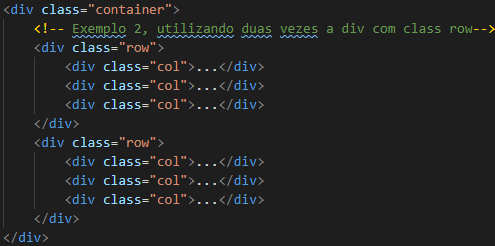 <div class="container">
<!-- Exemplo 2, utilizando duas vezes a div com class row-->
<div class="row">
<div class="col">...</div>
<div class="col">...</div>
<div class="col">...</div>
</div>
<div class="row">
<div class="col">...</div>
<div class="col">...</div>
<div class="col">...</div>
</div>
</div>